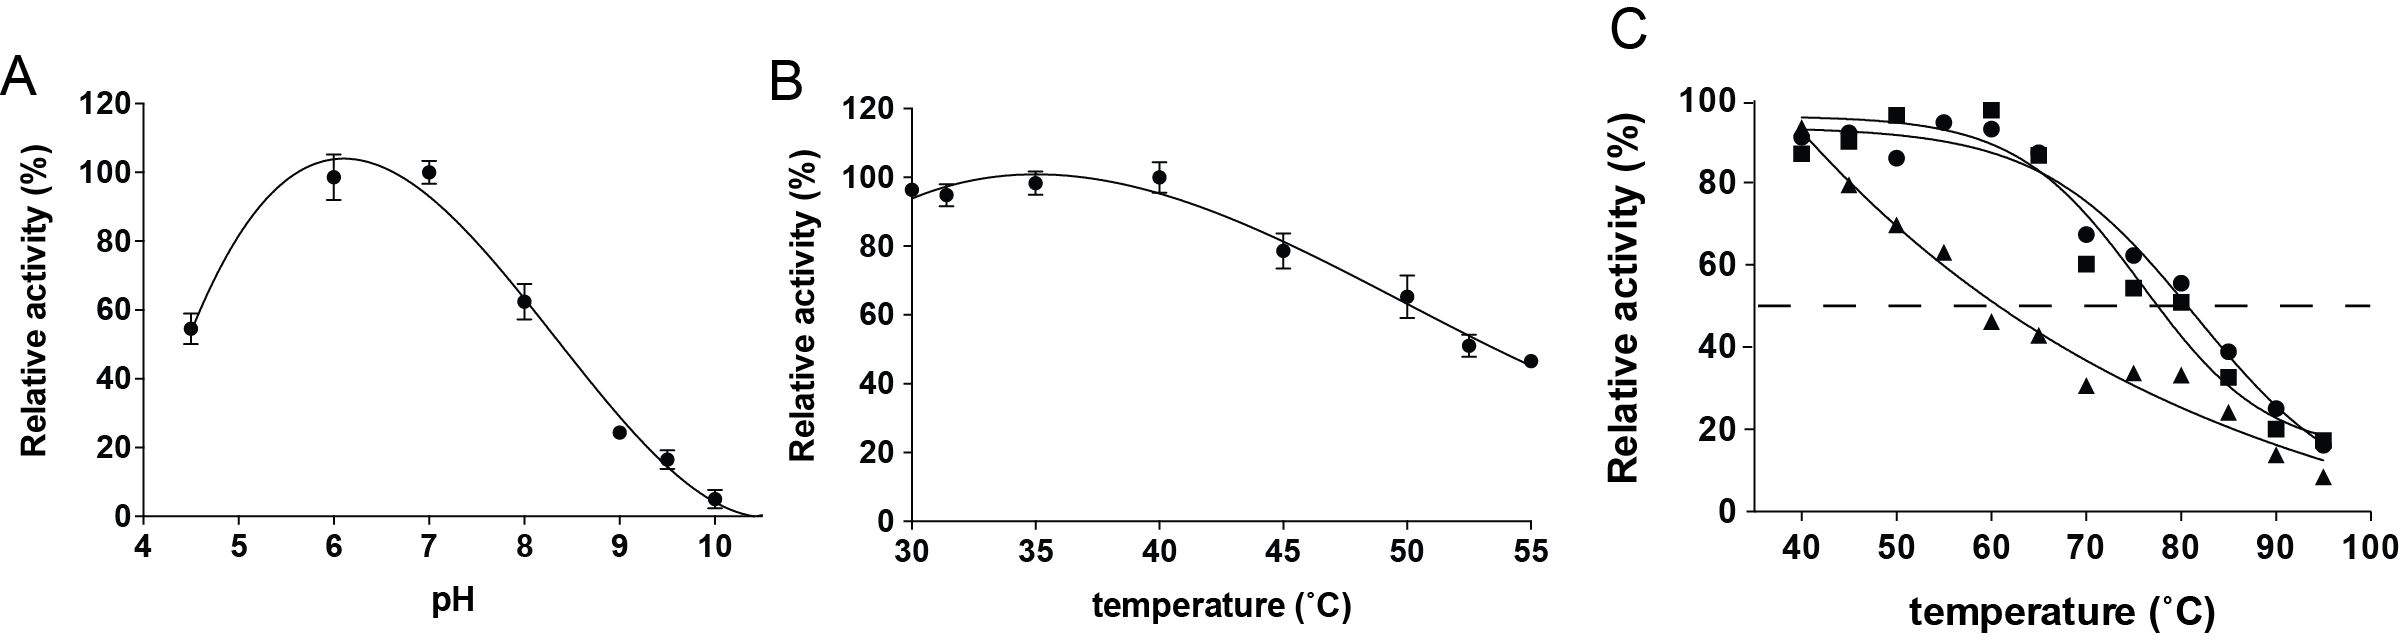 A
Relative activity (%)
120
100
80
60
40
20
0
4 5 6 7 8 9 10
pH
B
Relative activity (%)
120
100
80
60
40
20
0
30 35 40 45 50 55
temperature (˚C)
C
Relative activity (%)
100
80
60
40
20
0
40 50 60 70 80 90 100
temperature (˚C)